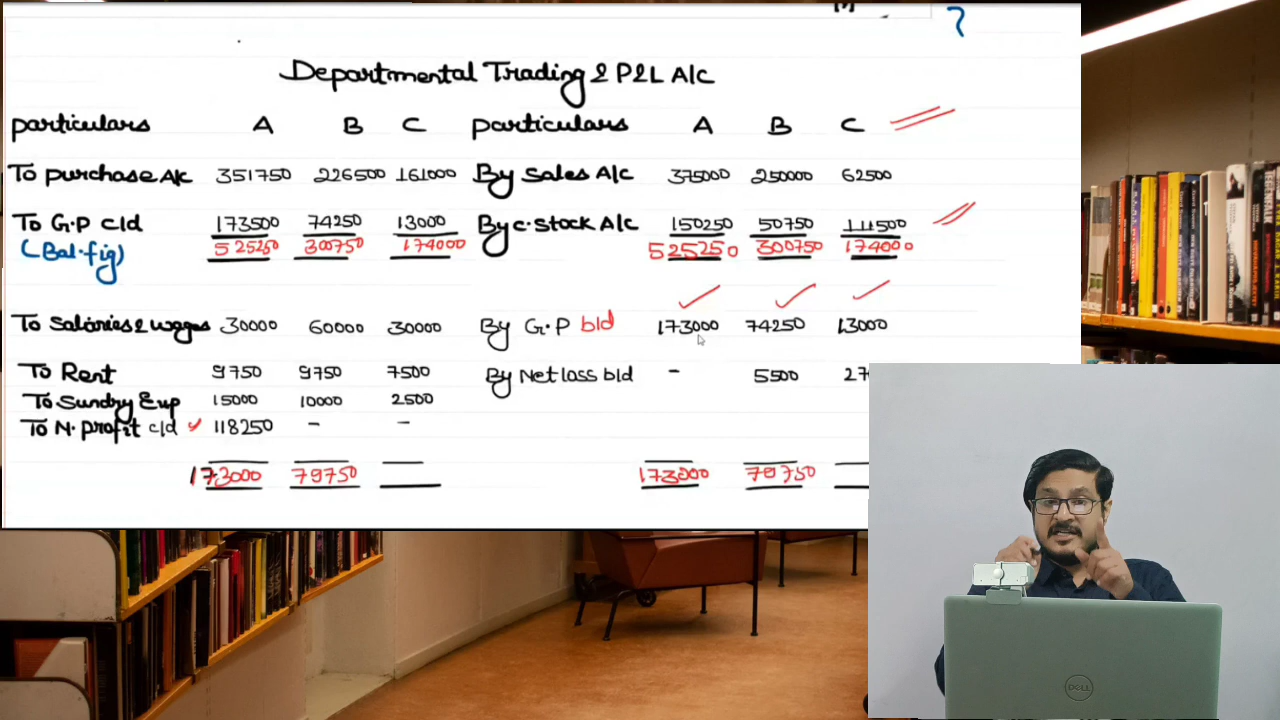 Departmental Trading & P&L A/c
particulars A B C particulars A B C
To purchase A/c 351750 226500 161000 By Sales A/c 375000 250000 62500
To G.P c/d 173500 74250 13000 By C.Stock A/c 150250 50750 111500
(Bal.fig) 525250 300750 174000 525250 300750 174000
To Salaries & wages 30000 60000 30000 By G.P b/d 173000 74250 13000
To Rent 9750 9750 7500 By Net loss b/d - 5500 27
To Sundry Exp 15000 10000 2500
To N.profit c/d 118250 - -
173000 79750 173000 79750
DELL